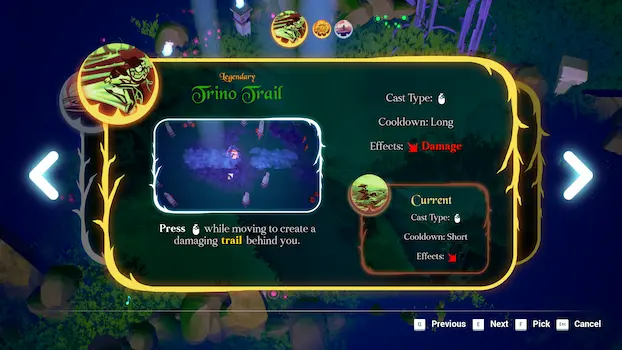 Legendary
Trino Trail
Press while moving to create a
damaging trail behind you.
Cast Type:
Cooldown: Long
Effects: Damage
Current
Cast Type:
Cooldown: Short
Effects:
Q Previous E Next F Pick Esc Cancel